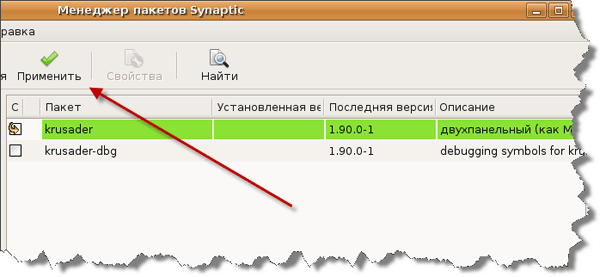 Менеджер пакетов Synaptic
равка
я Применить Свойства Найти
С Пакет Установленная ве Последняя версия Описание
krusader 1.90.0-1 двухпанельный (как M
krusader-dbg 1.90.0-1 debugging symbols for kru